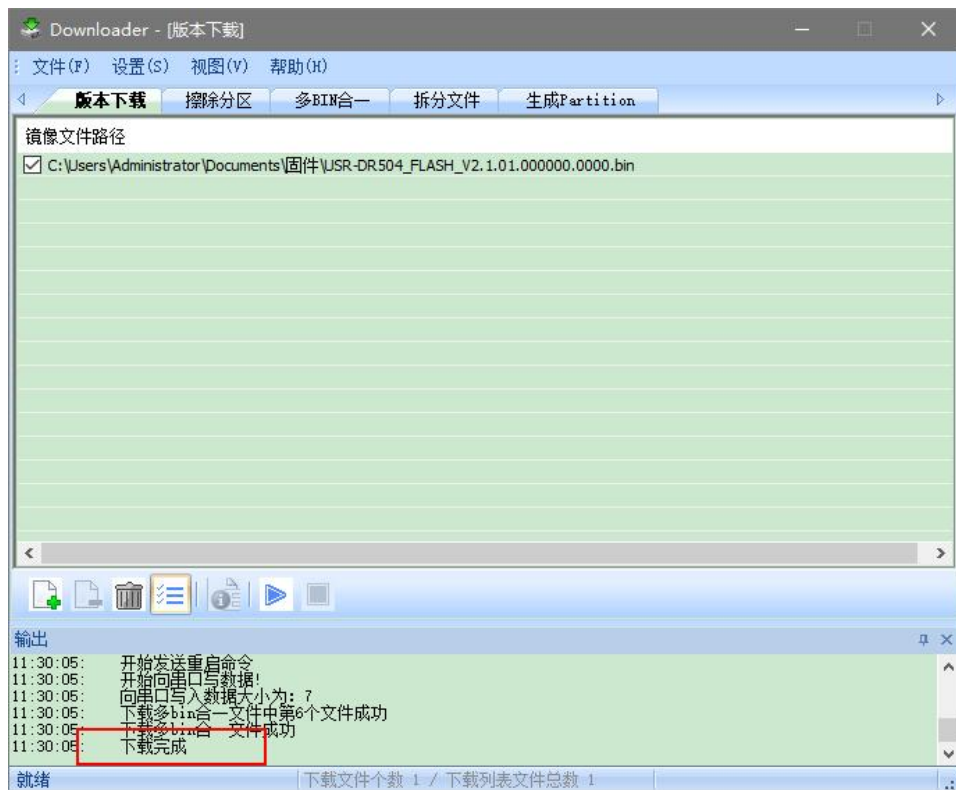 Downloader - [版本下载]
文件(F) 设置(S) 视图(V) 帮助(H)
版本下载 擦除分区 多BIN合一 拆分文件 生成Partition
镜像文件路径
C:\Users\Administrator\Documents\固件\USR-DR504_FLASH_V2.1.01.000000.0000.bin
输出
11:30:05: 开始发送重启命令
11:30:05: 开始向串口写数据!
11:30:05: 向串口写入数据大小为: 7
11:30:05: 下载多bin合一文件中第6个文件成功
11:30:05: 下载多bin合一文件成功
11:30:05: 下载完成
就绪 下载文件个数 1 / 下载列表文件总数 1